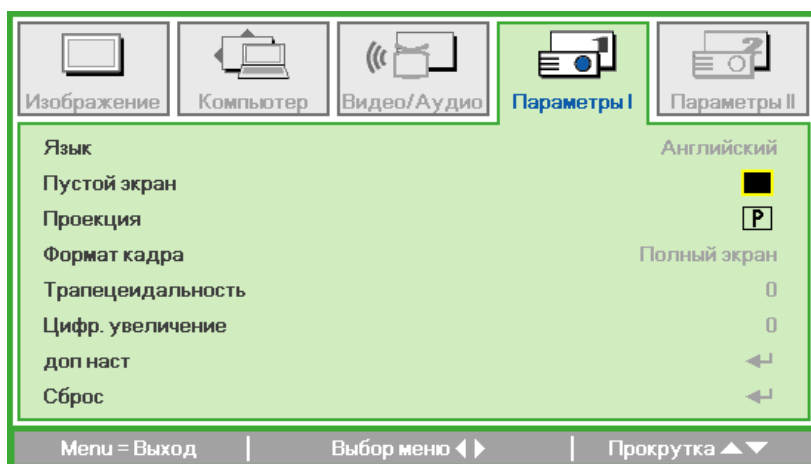 Изображение Компьютер Видео/Аудио Параметры I Параметры II
Язык Английский
Пустой экран
Проекция P
Формат кадра Полный экран
Трапецеидальность 0
Цифр. увеличение 0
доп наст
Сброс
Menu = Выход | Выбор меню | Прокрутка